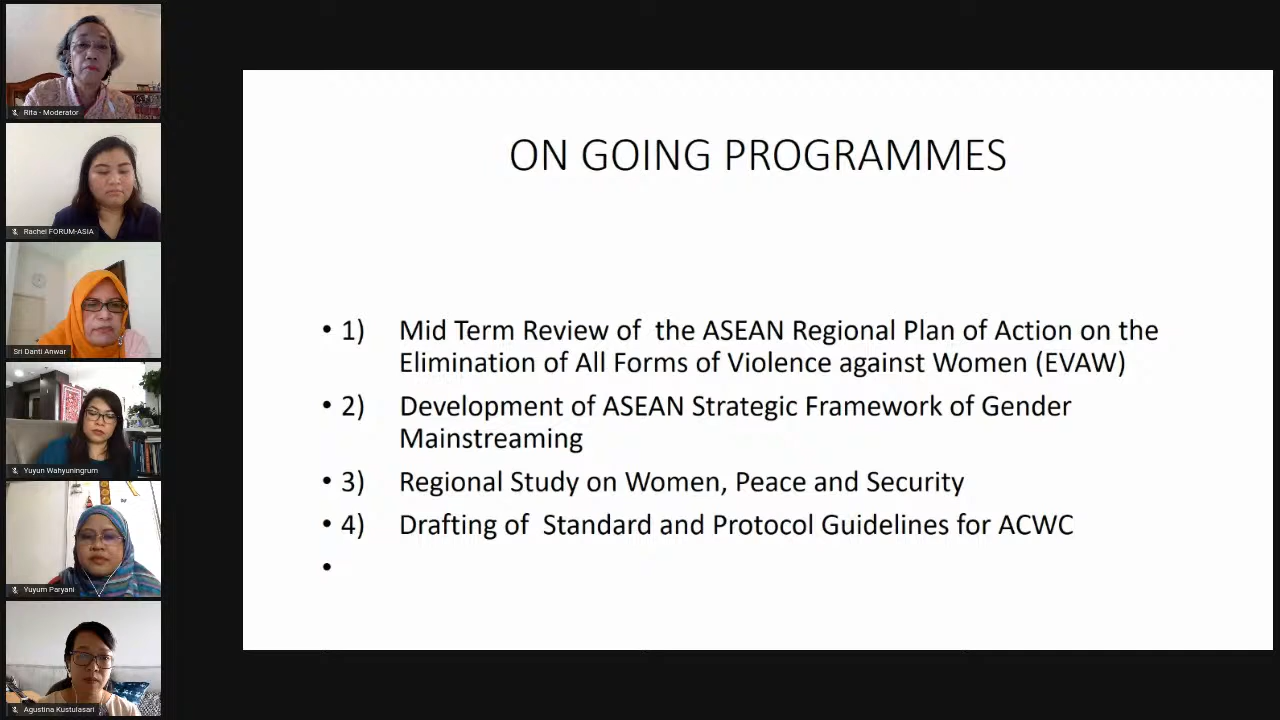 Rita - Moderator
Rachel FORUM-ASIA
Sri Danti Anwar
Yuyun Wahyuningrum
Yuyum Paryani
Agustina Kustulasari
ON GOING PROGRAMMES
• 1) Mid Term Review of the ASEAN Regional Plan of Action on the
Elimination of All Forms of Violence against Women (EVAW)
• 2) Development of ASEAN Strategic Framework of Gender
Mainstreaming
• 3) Regional Study on Women, Peace and Security
• 4) Drafting of Standard and Protocol Guidelines for ACWC
•